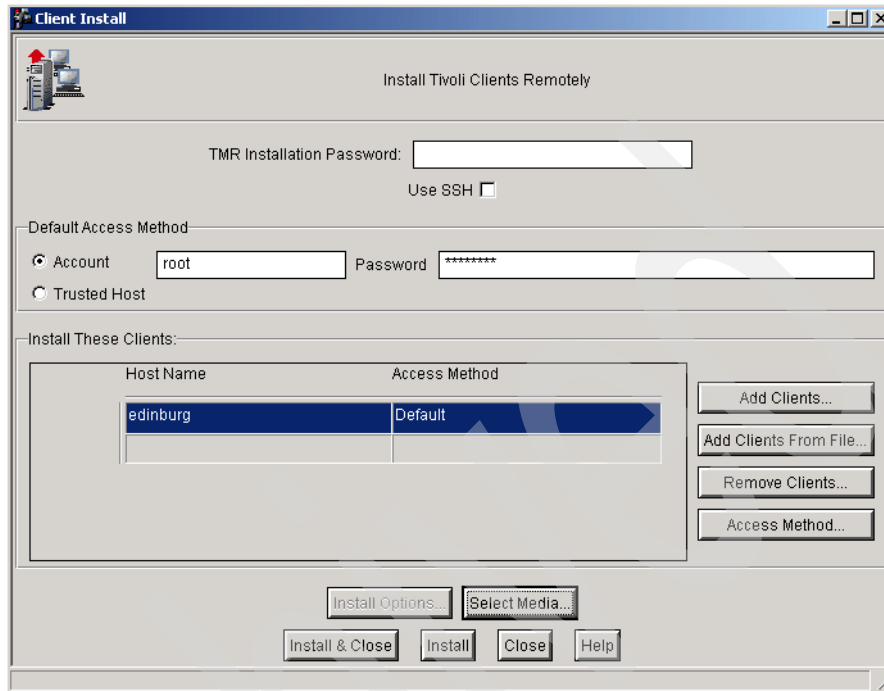 Client Install
Install Tivoli Clients Remotely
TMR Installation Password:
Use SSH
Default Access Method
Account root Password ********
Trusted Host
Install These Clients:
Host Name Access Method
edinburg Default
Add Clients...
Add Clients From File...
Remove Clients...
Access Method...
Install Options... Select Media...
Install & Close Install Close Help